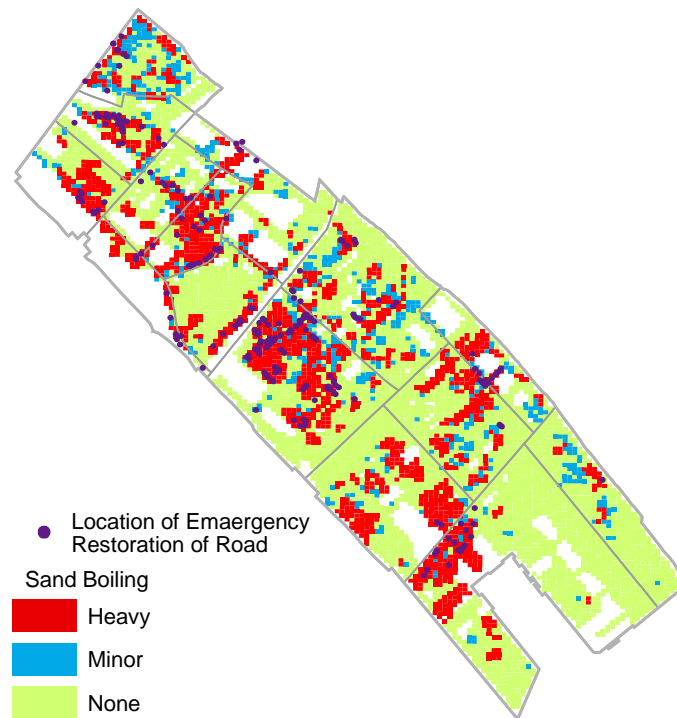 Location of Emaergency
Restoration of Road
Sand Boiling
Heavy
Minor
None